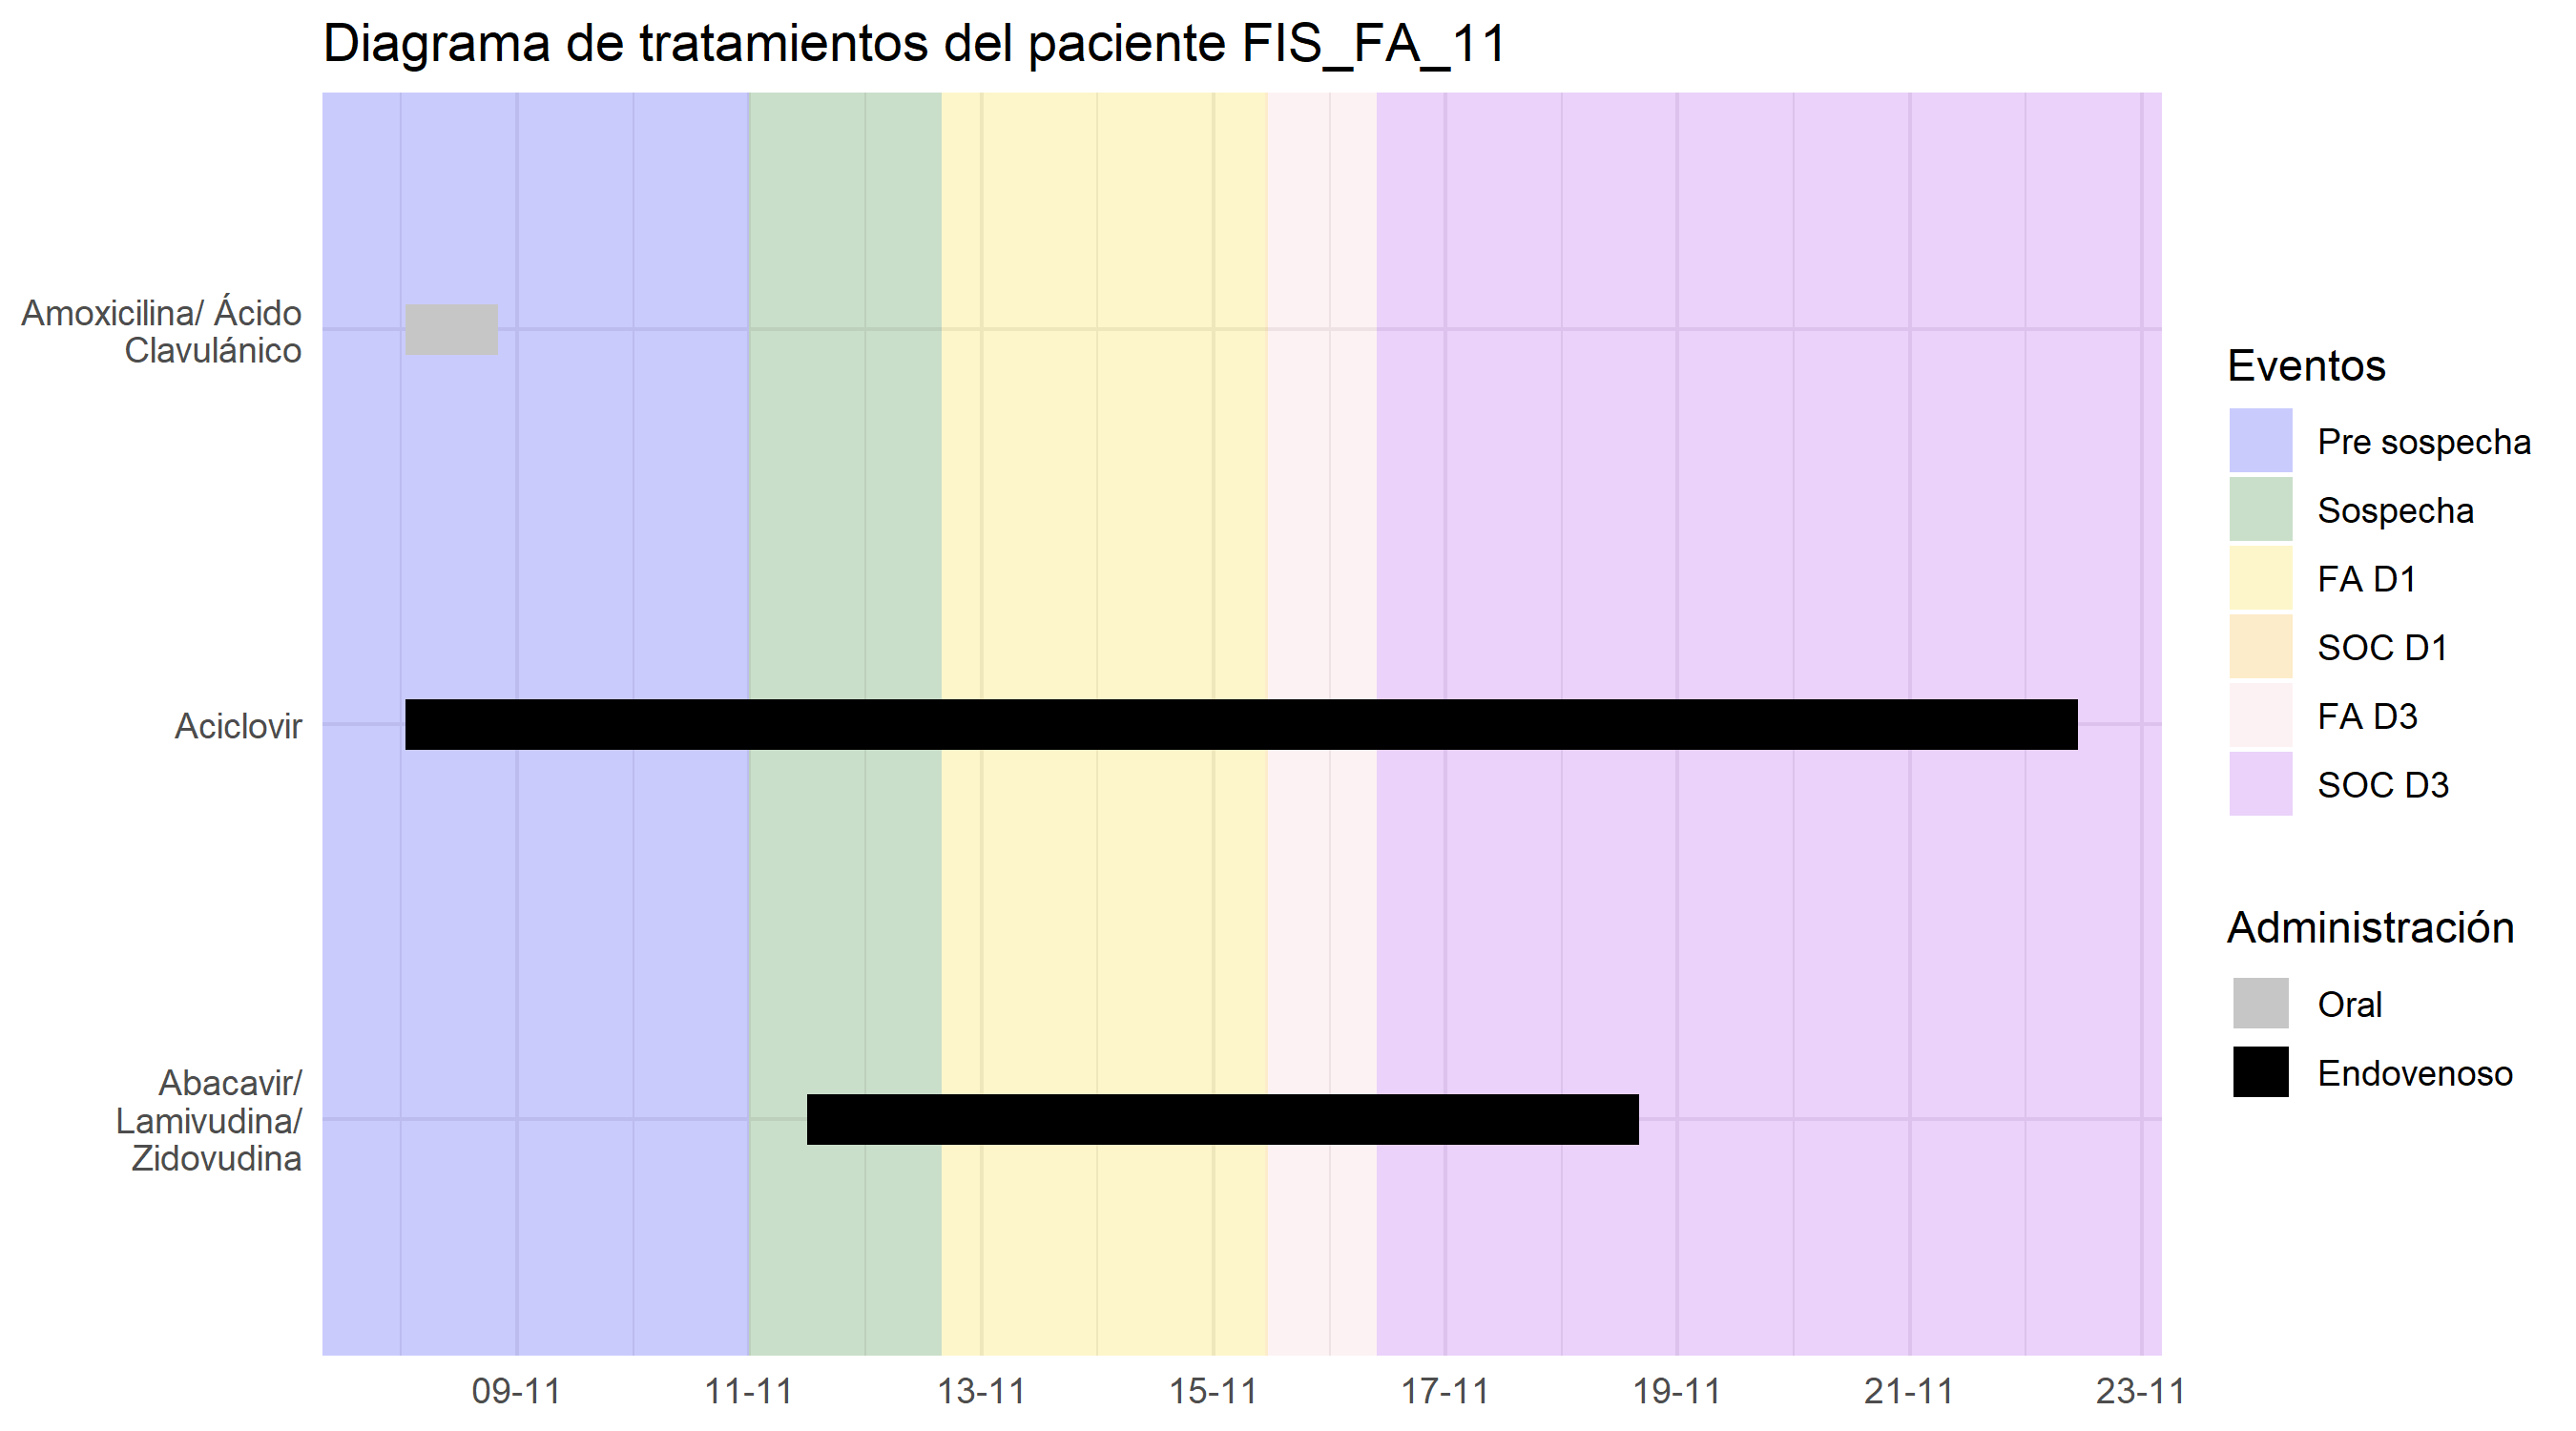 Diagrama de tratamientos del paciente FIS_FA_11
Amoxicilina/ Ácido
Clavulánico
Aciclovir
Abacavir/
Lamivudina/
Zidovudina
09-11
11-11
13-11
15-11
17-11
19-11
21-11
23-11
Eventos
Pre sospecha
Sospecha
FA D1
SOC D1
FA D3
SOC D3
Administración
Oral
Endovenoso